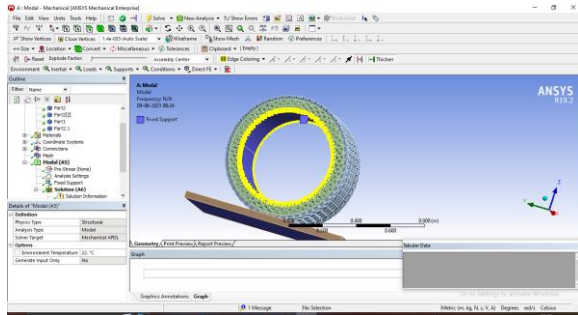 A : Model - Mechanical [ANSYS Mechanical Enterprise]
File Edit View Units Tools Help
Solve New Analysis Show Errors
Show Vertices Close Vertices 1.4e-003 (Auto Scale) Wireframe Show Mesh Random Preferences
Size Location Convert Miscellaneous Tolerances Clipboard [Empty]
Reset Explode Factor: Assembly Center Edge Coloring Thicken
Environment Inertial Loads Supports Conditions Direct FE
Outline
Filter: Name
Part2
Part2[2]
Part1
Part2.1
Materials
Coordinate Systems
Connections
Mesh
Modal (A5)
Pre-Stress (None)
Analysis Settings
Fixed Support
Solution (A6)
Solution Information
Details of "Modal (A5)"
Definition
Physics Type Structural
Analysis Type Modal
Solver Target Mechanical APDL
Options
Environment Temperature 22. °C
Generate Input Only No
A: Modal
Modal
Frequency: N/A
Fixed Support
ANSYS
R19.2
0.000
0.400
0.800 (m)
0.600
Z
Geometry Print Preview Report Preview
Graph
Tabular Data
Graphics Annotations Graph
1 Message No Selection Metric (m, kg, N, s, V, A) Degrees rad/s Celsius